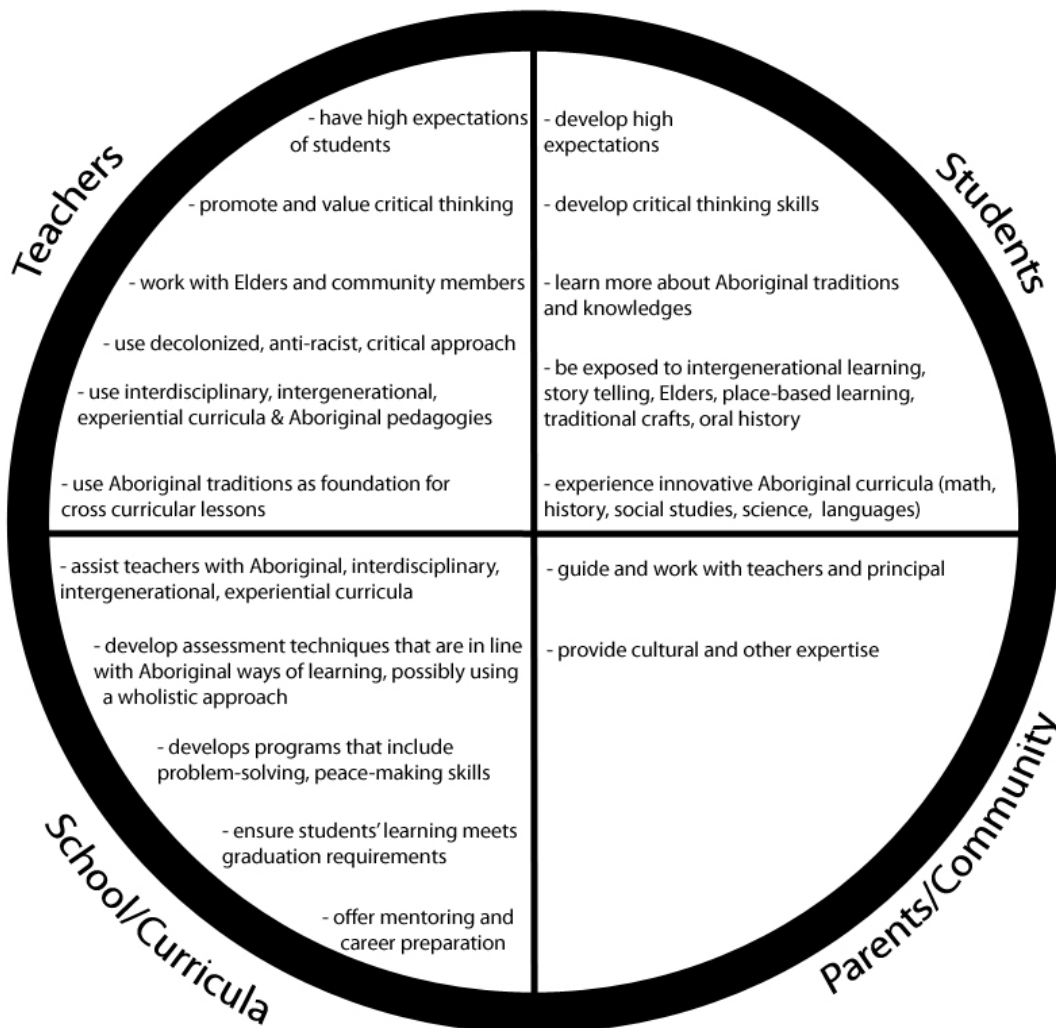 Teachers
- have high expectations
of students
- promote and value critical thinking
- work with Elders and community members
- use decolonized, anti-racist, critical approach
- use interdisciplinary, intergenerational,
experiential curricula & Aboriginal pedagogies
- use Aboriginal traditions as foundation for
cross curricular lessons
Students
- develop high
expectations
- develop critical thinking skills
- learn more about Aboriginal traditions
and knowledges
- be exposed to intergenerational learning,
story telling, Elders, place-based learning,
traditional crafts, oral history
- experience innovative Aboriginal curricula (math,
history, social studies, science, languages)
School/Curricula
- assist teachers with Aboriginal, interdisciplinary,
intergenerational, experiential curricula
- develop assessment techniques that are in line
with Aboriginal ways of learning, possibly using
a wholistic approach
- develops programs that include
problem-solving, peace-making skills
- ensure students' learning meets
graduation requirements
- offer mentoring and
career preparation
Parents/Community
- guide and work with teachers and principal
- provide cultural and other expertise